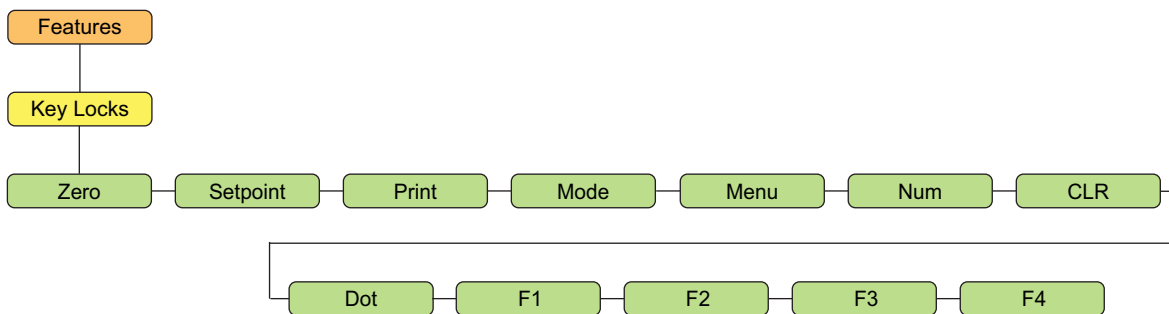 Features
Key Locks
Zero Setpoint Print Mode Menu Num CLR
Dot F1 F2 F3 F4